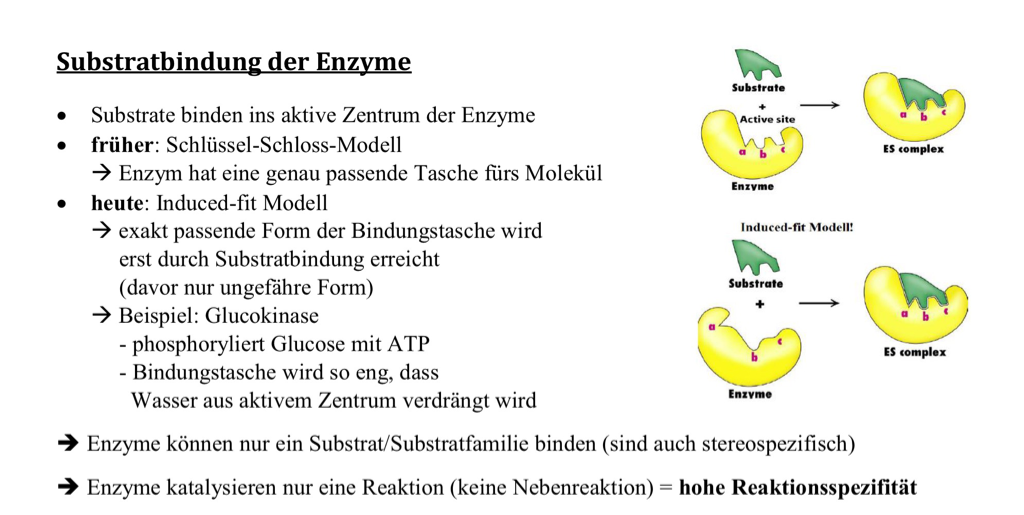 Substratbindung der Enzyme
• Substrate binden ins aktive Zentrum der Enzyme
• früher: Schlüssel-Schloss-Modell
→ Enzym hat eine genau passende Tasche fürs Molekül
• heute: Induced-fit Modell
→ exakt passende Form der Bindungstasche wird
erst durch Substratbindung erreicht
(davor nur ungefähre Form)
→ Beispiel: Glucokinase
- phosphoryliert Glucose mit ATP
- Bindungstasche wird so eng, dass
Wasser aus aktivem Zentrum verdrängt wird
➔ Enzyme können nur ein Substrat/Substratfamilie binden (sind auch stereospezifisch)
➔ Enzyme katalysieren nur eine Reaktion (keine Nebenreaktion) = hohe Reaktionsspezifität
Substrate
+
Active site
a b c
Enzyme
a b c
ES complex
Induced-fit Modell!
Substrate
+
a b c
Enzyme
a b c
ES complex